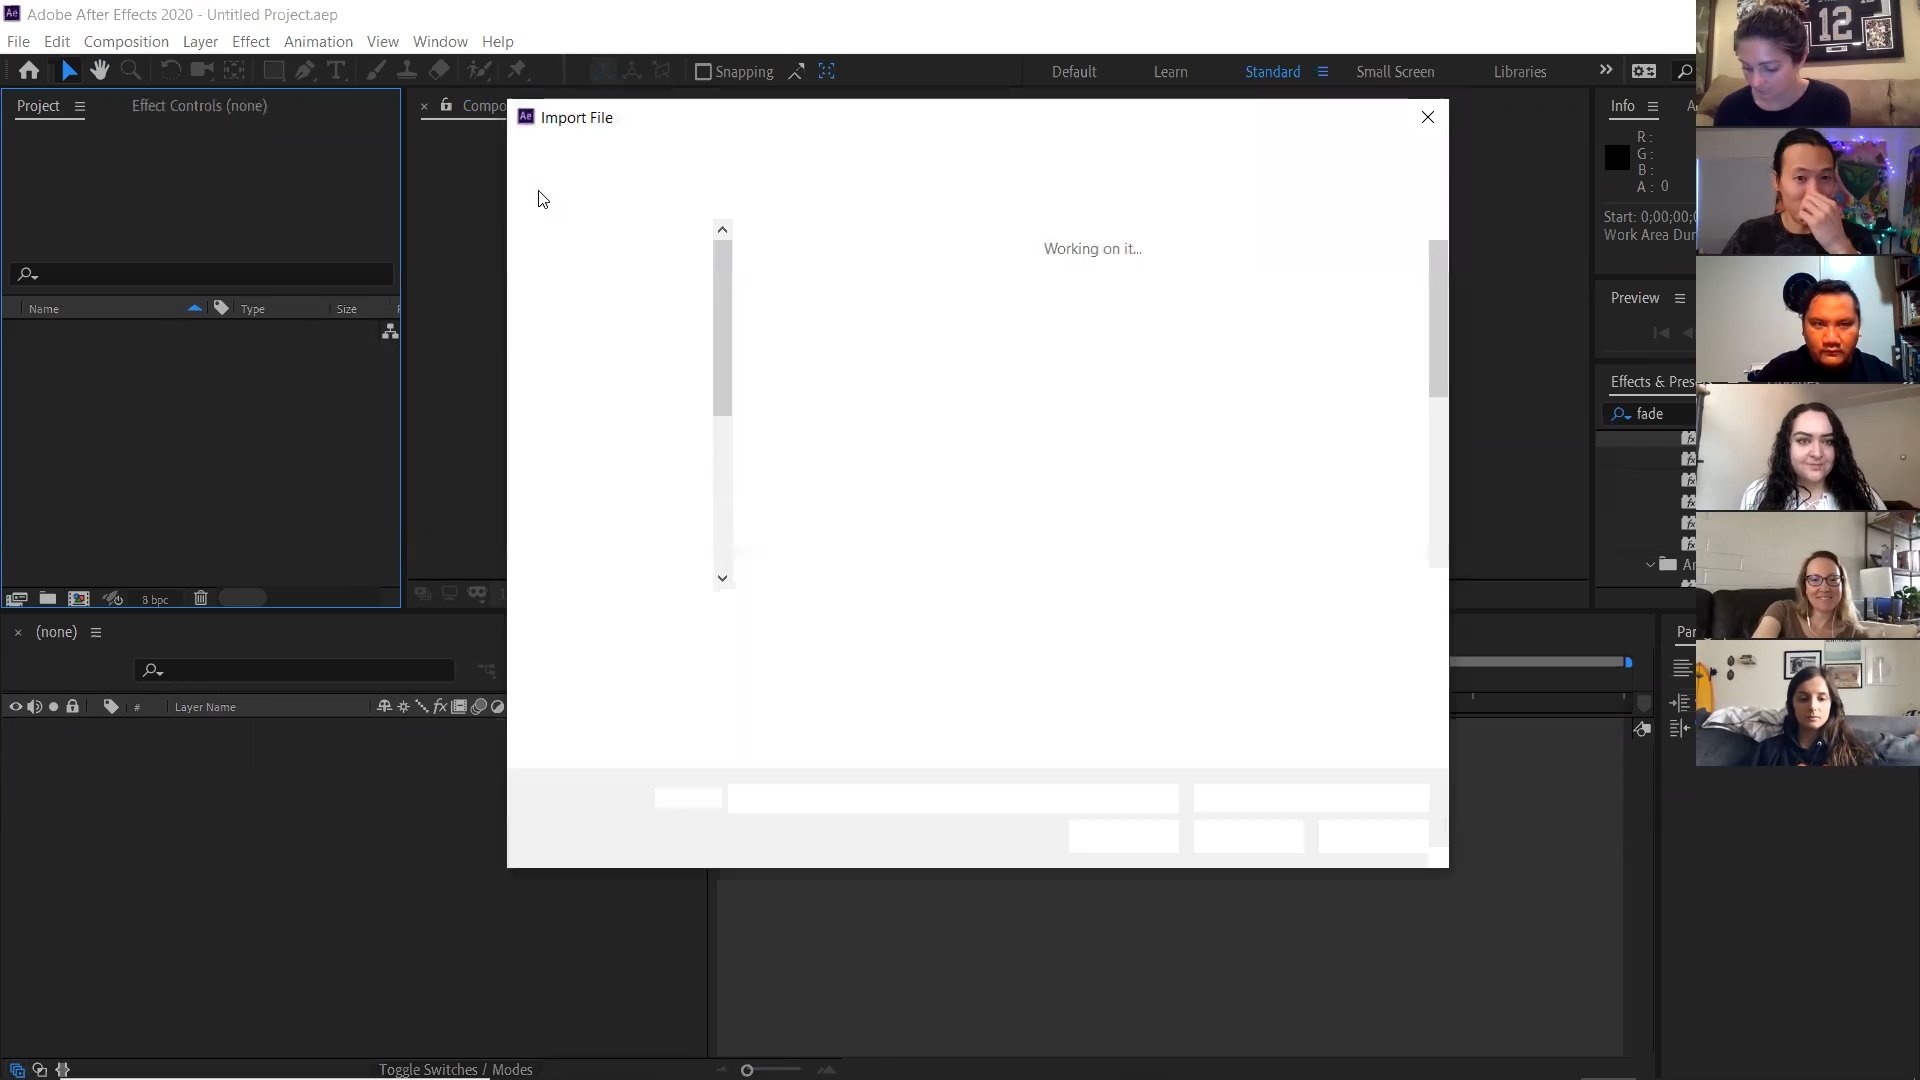 Ae Adobe After Effects 2020 - Untitled Project.aep
File Edit Composition Layer Effect Animation View Window Help
Snapping Default Learn Standard Small Screen Libraries
Project Effect Controls (none) Compo
Info
Ae Import File
R:
G:
B:
A: 0
Start: 0;00;00;
Work Area Dur
Working on it...
Preview
Name Type Size
Effects & Pres
fade
8 bpc
(none)
# Layer Name
Toggle Switches / Modes
12